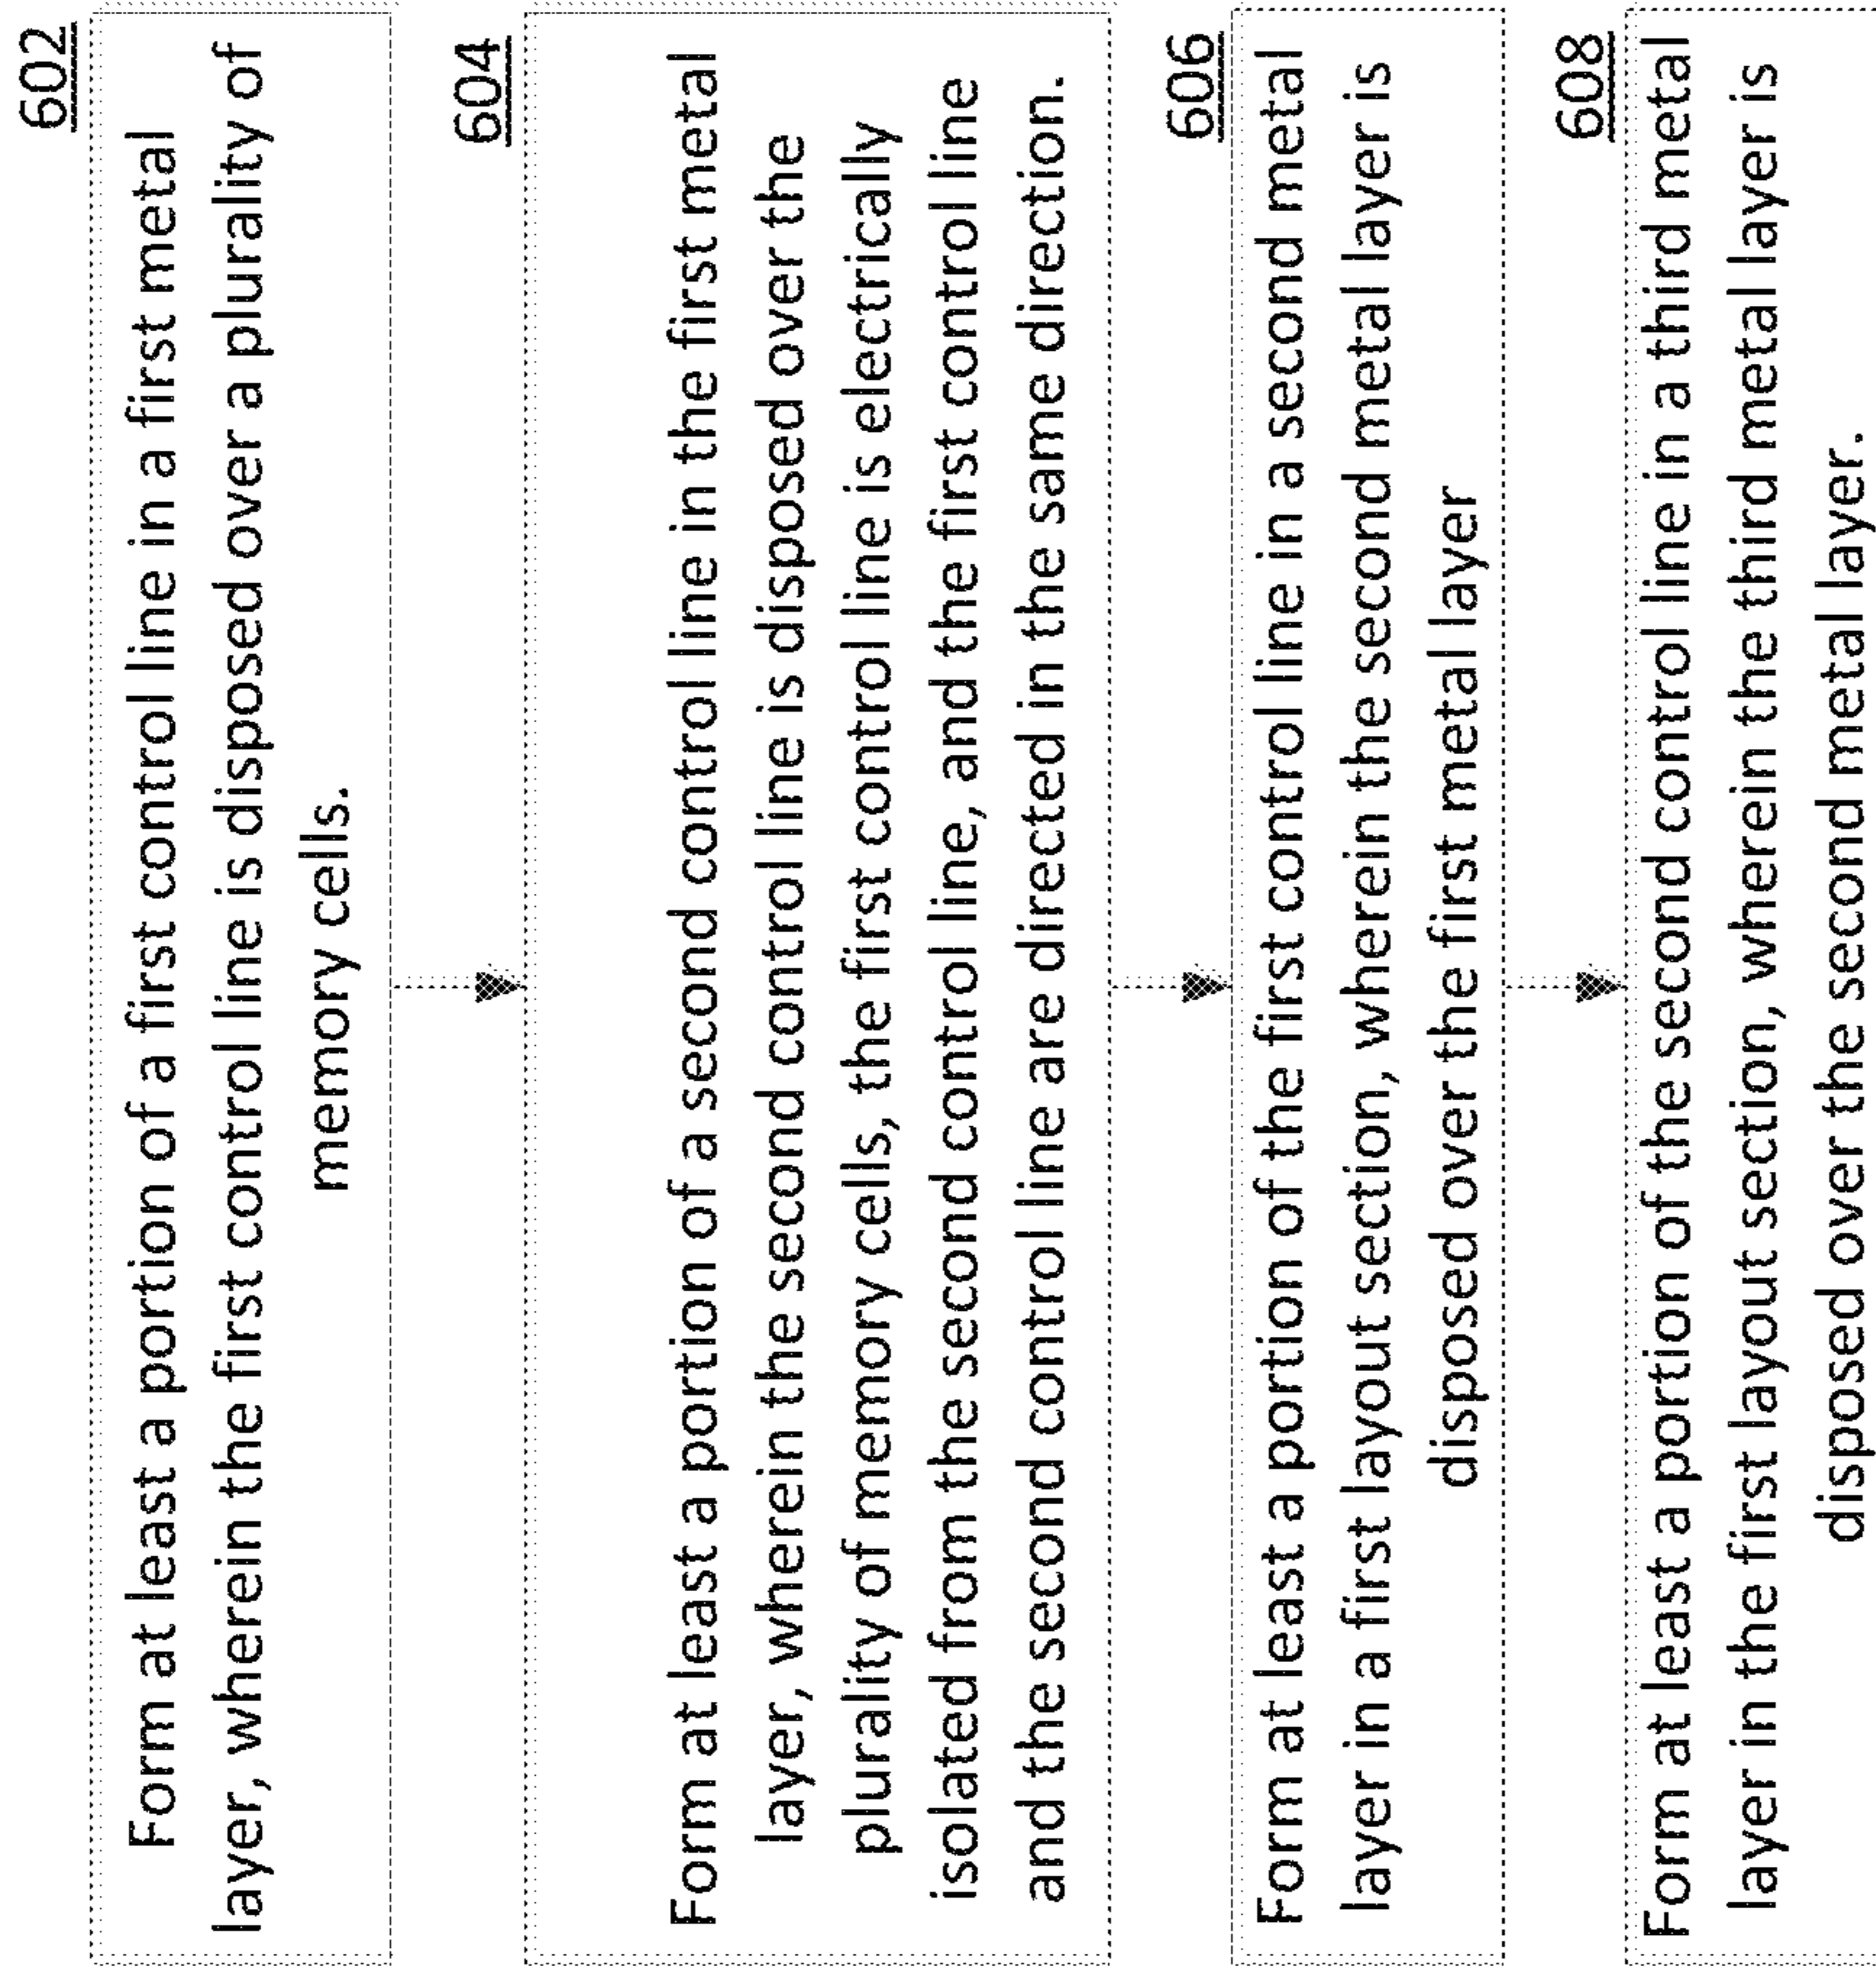 602
Form at least a portion of a first control line in a first metal
layer, wherein the first control line is disposed over a plurality of
memory cells.
604
Form at least a portion of a second control line in the first metal
layer, wherein the second control line is disposed over the
plurality of memory cells, the first control line is electrically
isolated from the second control line, and the first control line
and the second control line are directed in the same direction.
606
Form at least a portion of the first control line in a second metal
layer in a first layout section, wherein the second metal layer is
disposed over the first metal layer
608
Form at least a portion of the second control line in a third metal
layer in the first layout section, wherein the third metal layer is
disposed over the second metal layer.